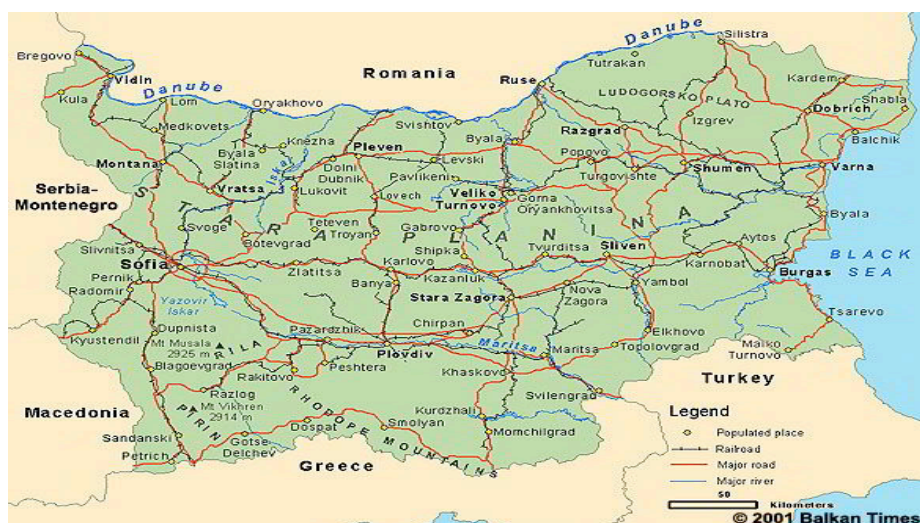 Danube
Silistra
Bregovo
Tutrakan
Romania
Vidin
Ruse
Kardem
Danube
LUDOGORSKO PLATO
Kula
Lom
Oryakhovo
Dobrich
Shabla
Svishtov
Izgrev
Medkovets
Byala
Razgrad
Balchik
Knezha
Byala
Slatina
Iskar
Pleven
Popovo
Montana
Dolni
Dubnik
Levski
Shumen
Varna
Pavlikeni
Turgovishte
Serbia-
Montenegro
Vratsa
Lukovit
Lovech
Veliko
Turnovo
Gorna
Oryankhovitsa
STARA PLANINA
Byala
Svoge
Teteven
Troyan
Gabrovo
Botevgrad
Slivnitsa
Shipka
Tvurditsa
Sliven
Aytos
BLACK
SEA
Sofia
Zlatitsa
Karlovo
Karnobat
Burgas
Pernik
Banya
Kazanluk
Radomir
Nova
Zagora
Yambol
Yazovir
Iskar
Stara Zagora
Tsarevo
Kyustendil
Dupnista
Pazardzhik
Chirpan
Elkhovo
Mt Musala
2925 m
RILA
Plovdiv
Maritsa
Maritsa
Topolovgrad
Malko
Turnovo
Blagoevgrad
Rakitovo
Peshtera
Khaskovo
Turkey
Razlog
Svilengrad
Macedonia
PIRIN
Mt Vikhren
2914 m
RHODOPE MOUNTAINS
Kurdzhali
Legend
Dospat
Smolyan
Sandanski
Gotse
Delchev
Momchilgrad
Populated place
Petrich
Railroad
Greece
Major road
Major river
50
Kilometers
© 2001 Balkan Times